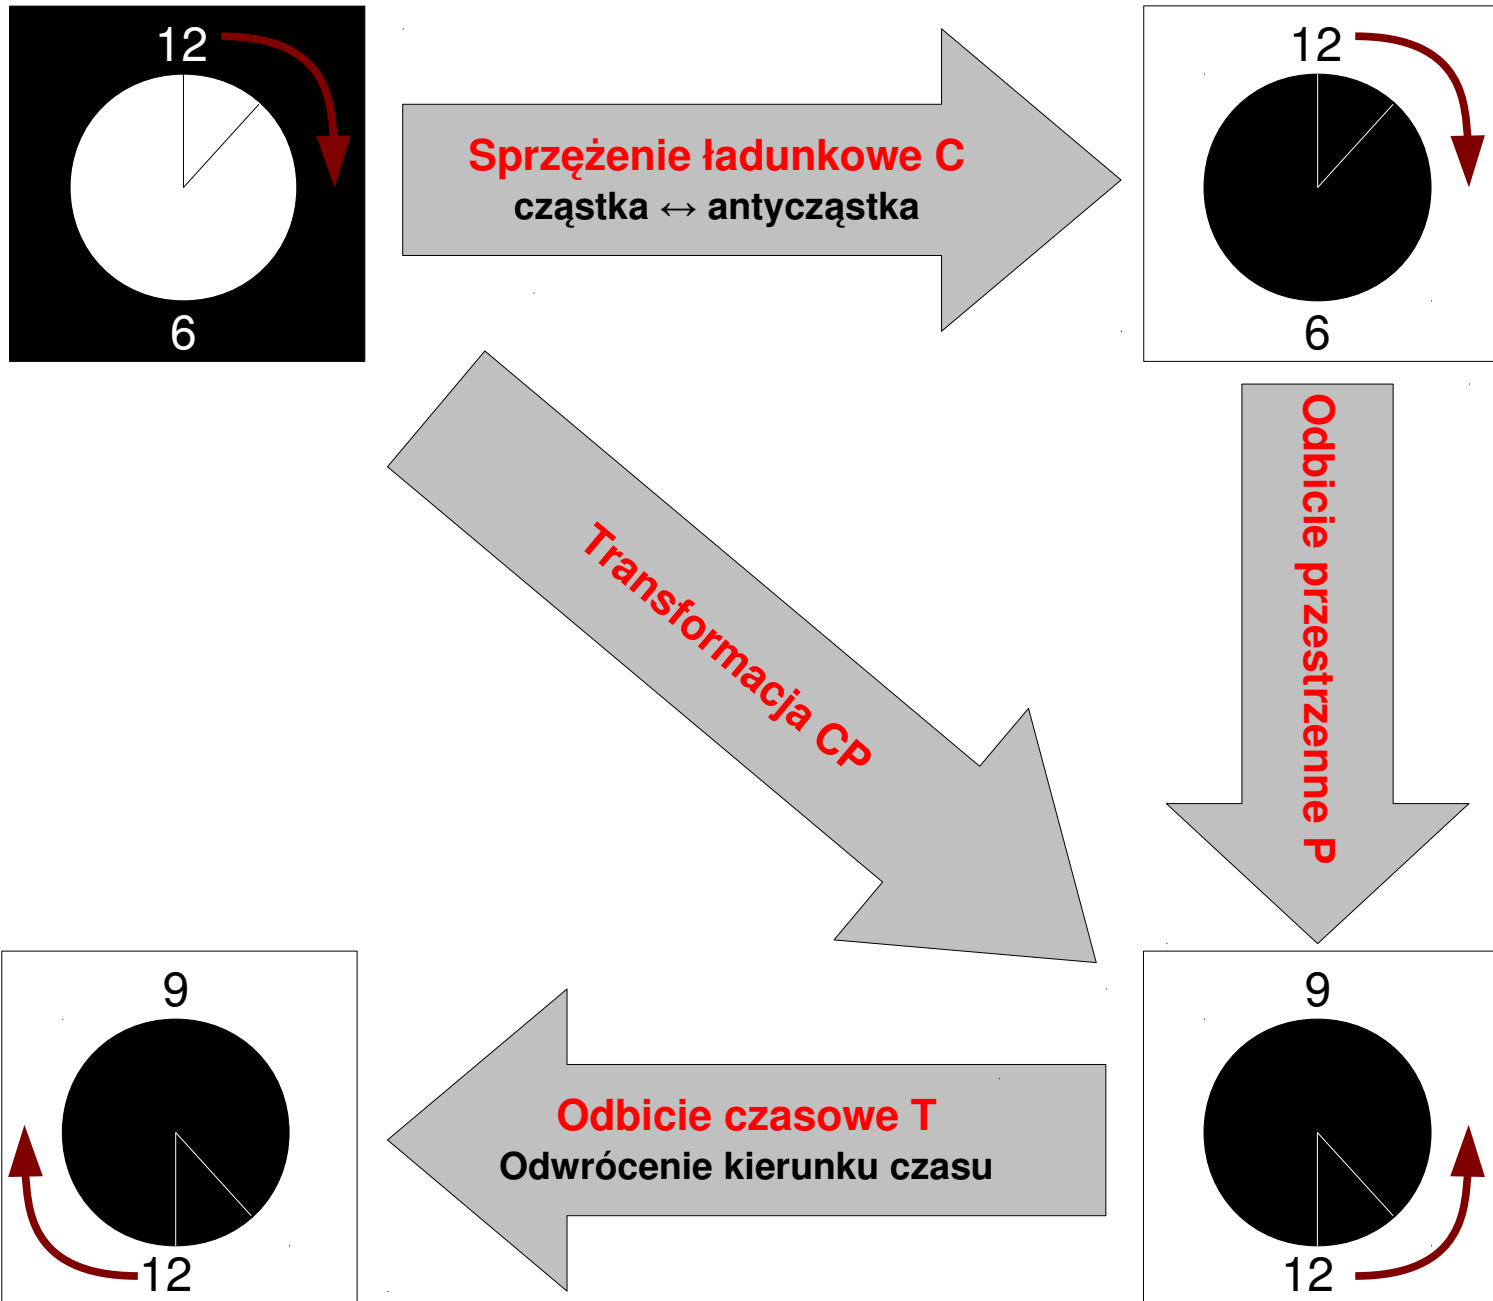 12
6
Sprzężenie ładunkowe C
cząstka ↔ antycząstka
12
6
Transformacja CP
Odbicie przestrzenne P
9
12
Odbicie czasowe T
Odwrócenie kierunku czasu
9
12